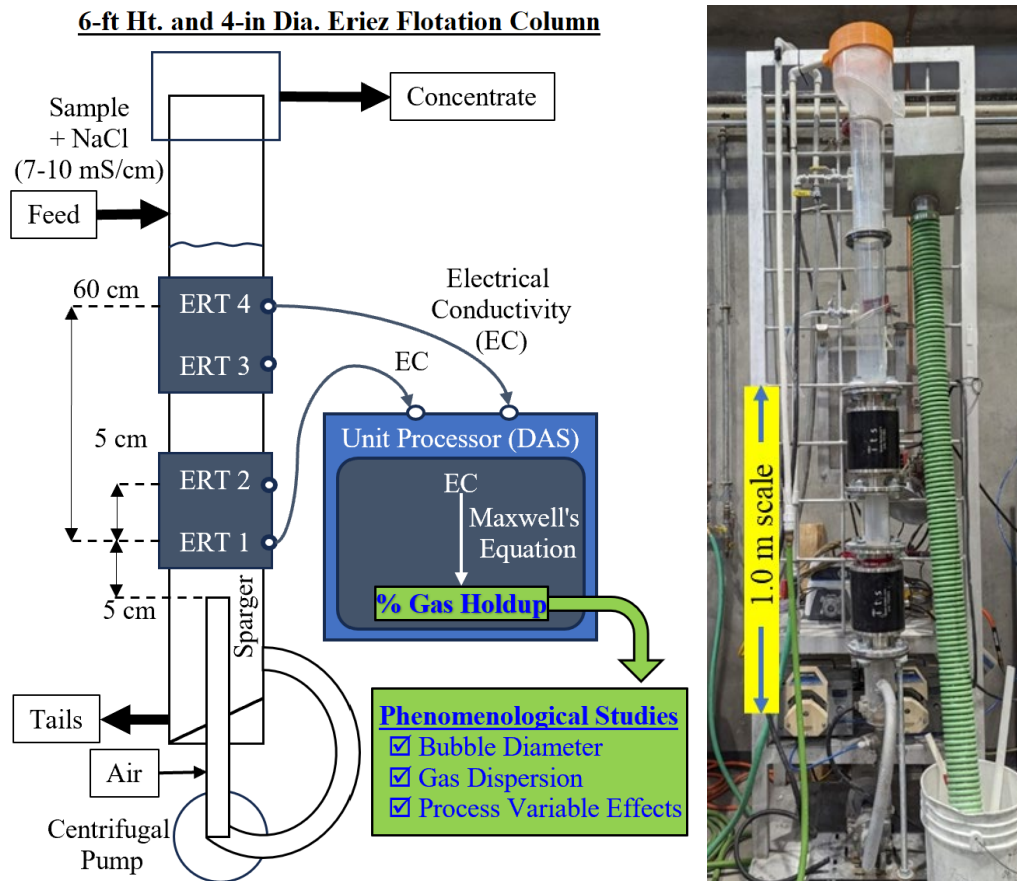 6-ft Ht. and 4-in Dia. Eriez Flotation Column
Concentrate
Sample
+ NaCl
(7-10 mS/cm)
Feed
60 cm
ERT 4
ERT 3
Electrical
Conductivity
(EC)
EC
5 cm
ERT 2
ERT 1
5 cm
Sparger
Unit Processor (DAS)
EC
Maxwell's
Equation
% Gas Holdup
Tails
Air
Centrifugal
Pump
Phenomenological Studies
☑ Bubble Diameter
☑ Gas Dispersion
☑ Process Variable Effects
1.0 m scale
its
its